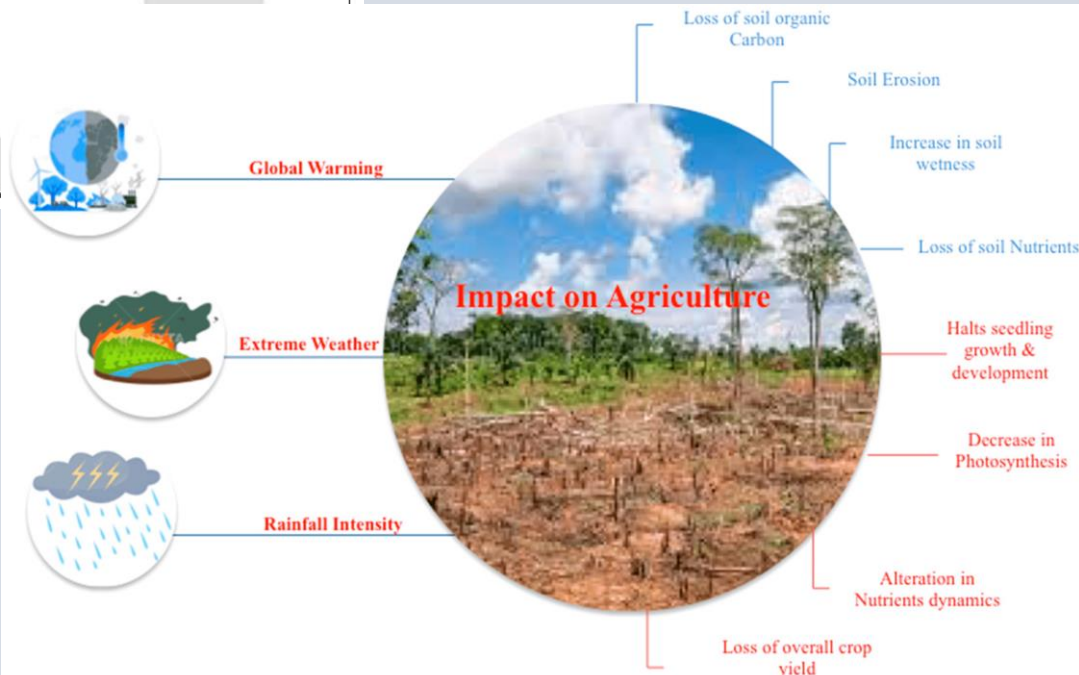 Loss of soil organic
Carbon
Soil Erosion
Increase in soil
wetness
Global Warming
Loss of soil Nutrients
Impact on Agriculture
Extreme Weather
Halts seedling
growth &
development
Decrease in
Photosynthesis
Rainfall Intensity
Alteration in
Nutrients dynamics
Loss of overall crop
yield